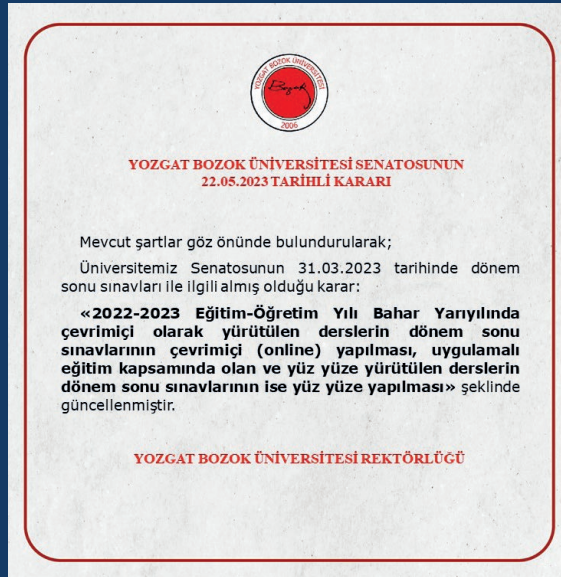 YOZGAT BOZOK ÜNİVERSİTESİ
Bozok
2006
YOZGAT BOZOK ÜNİVERSİTESİ SENATOSUNUN
22.05.2023 TARİHLİ KARARI
Mevcut şartlar göz önünde bulundurularak;
Üniversitemiz Senatosunun 31.03.2023 tarihinde dönem
sonu sınavları ile ilgili almış olduğu karar:
«2022-2023 Eğitim-Öğretim Yılı Bahar Yarıyılında
çevrimiçi olarak yürütülen derslerin dönem sonu
sınavlarının çevrimiçi (online) yapılması, uygulamalı
eğitim kapsamında olan ve yüz yüze yürütülen derslerin
dönem sonu sınavlarının ise yüz yüze yapılması» şeklinde
güncellenmiştir.
YOZGAT BOZOK ÜNİVERSİTESİ REKTÖRLÜĞÜ